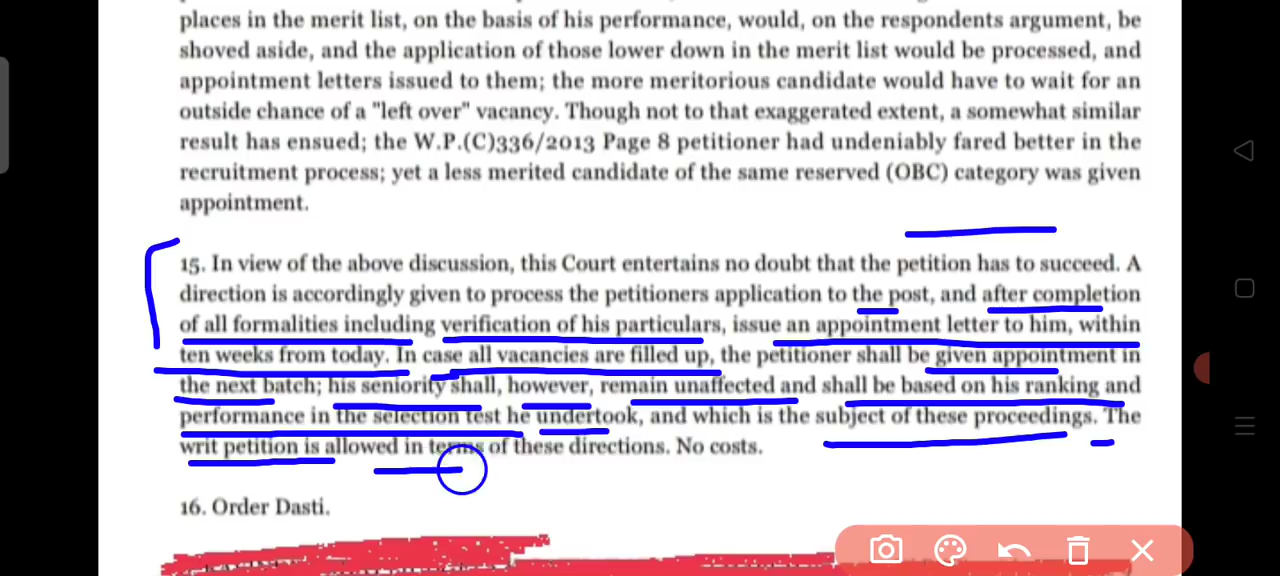 places in the merit list, on the basis of his performance, would, on the respondents argument, be
shoved aside, and the application of those lower down in the merit list would be processed, and
appointment letters issued to them; the more meritorious candidate would have to wait for an
outside chance of a "left over" vacancy. Though not to that exaggerated extent, a somewhat similar
result has ensued; the W.P.(C)336/2013 Page 8 petitioner had undeniably fared better in the
recruitment process; yet a less merited candidate of the same reserved (OBC) category was given
appointment.
15. In view of the above discussion, this Court entertains no doubt that the petition has to succeed. A
direction is accordingly given to process the petitioners application to the post, and after completion
of all formalities including verification of his particulars, issue an appointment letter to him, within
ten weeks from today. In case all vacancies are filled up, the petitioner shall be given appointment in
the next batch; his seniority shall, however, remain unaffected and shall be based on his ranking and
performance in the selection test he undertook, and which is the subject of these proceedings. The
writ petition is allowed in terms of these directions. No costs.
16. Order Dasti.